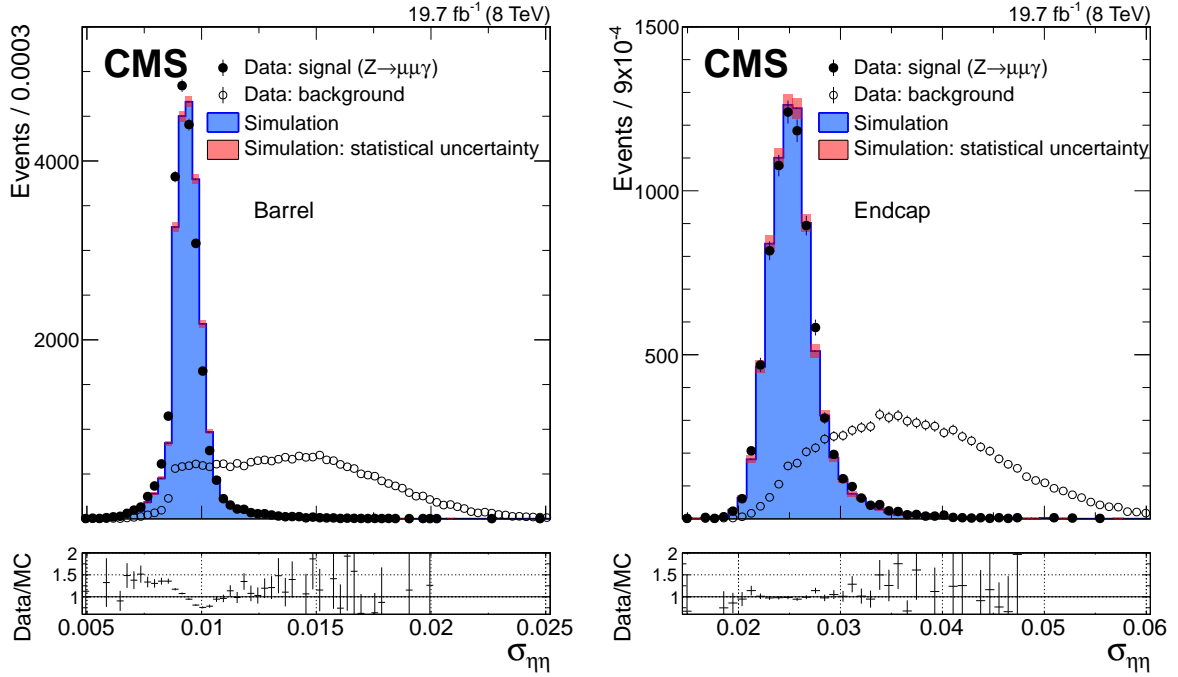 19.7 fb⁻¹ (8 TeV)
CMS
Data: signal (Z→μμγ)
Data: background
Simulation
Simulation: statistical uncertainty
Barrel
Events / 0.0003
4000
2000
Data/MC
2
1.5
1
0.005 0.01 0.015 0.02 0.025
σηη
19.7 fb⁻¹ (8 TeV)
CMS
Data: signal (Z→μμγ)
Data: background
Simulation
Simulation: statistical uncertainty
Endcap
Events / 9x10⁻⁴
1500
1000
500
Data/MC
2
1.5
1
0.02 0.03 0.04 0.05 0.06
σηη